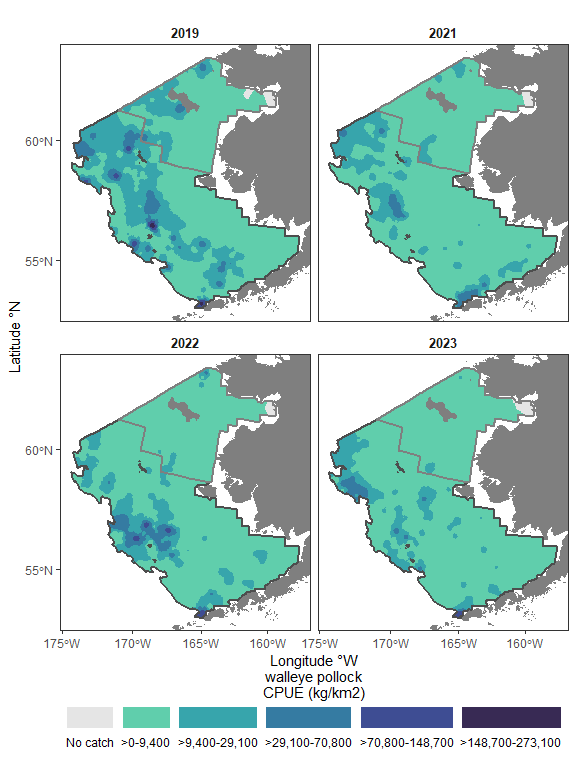 2019
2021
60°N
55°N
Latitude °N
2022
2023
60°N
55°N
175°W 170°W 165°W 160°W 175°W 170°W 165°W 160°W
Longitude °W
walleye pollock
CPUE (kg/km2)
No catch >0-9,400 >9,400-29,100 >29,100-70,800 >70,800-148,700 >148,700-273,100